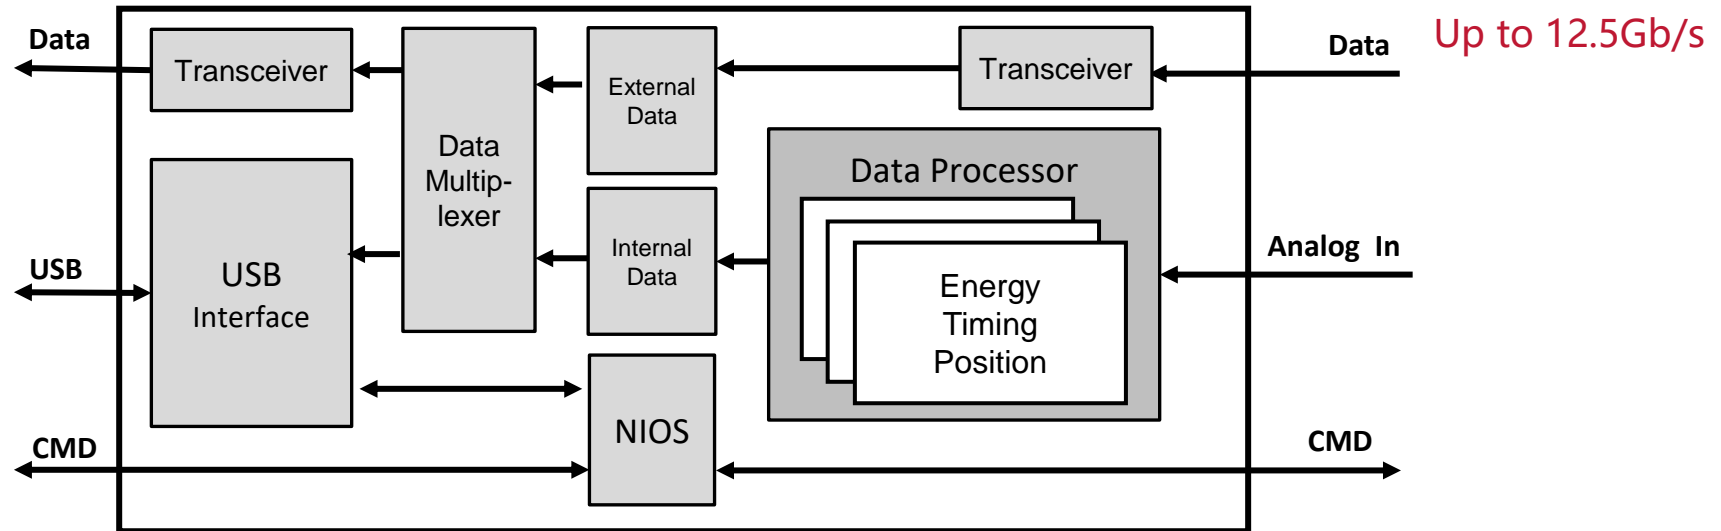 Data
Transceiver
Data
Multip-
lexer
External
Data
Transceiver
Data
Up to 12.5Gb/s
USB
USB
Interface
Internal
Data
Data Processor
Energy
Timing
Position
Analog In
CMD
NIOS
CMD